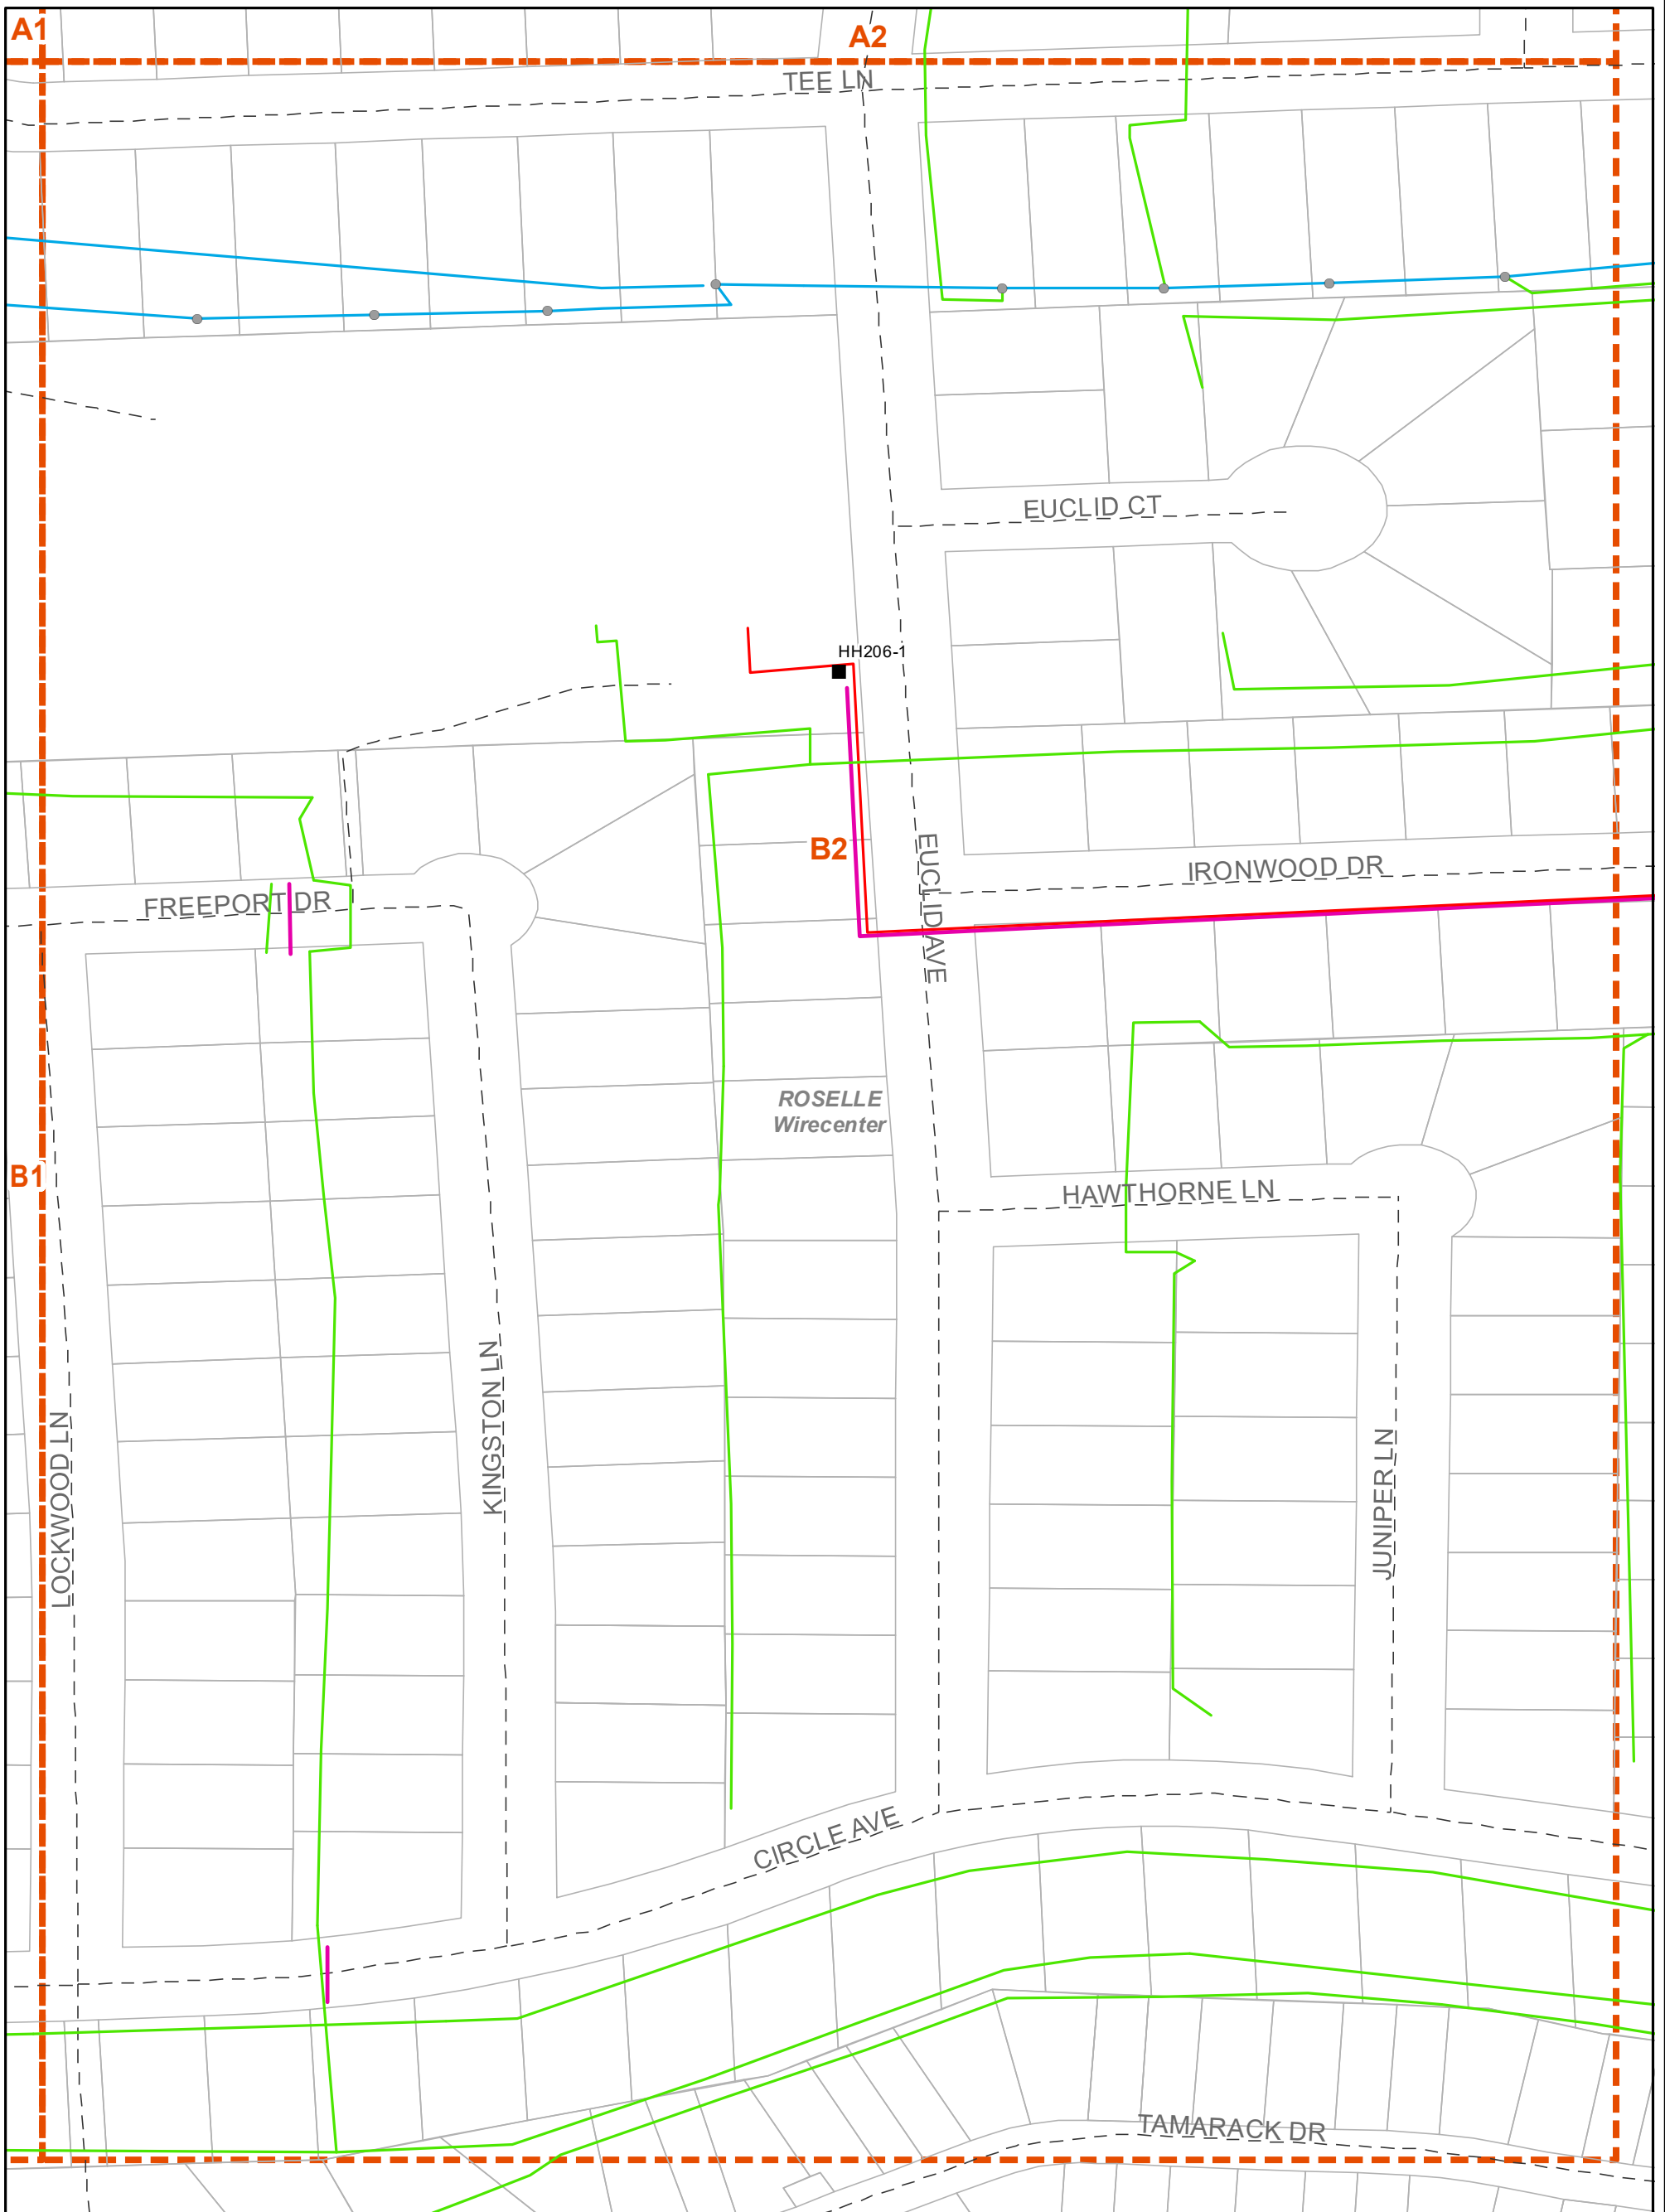 A1
A2
TEE LN
EUCLID CT
HH206-1
B2
EUCLID AVE
IRONWOOD DR
FREEPORT DR
ROSELLE
Wirecenter
B1
HAWTHORNE LN
KINGSTON LN
LOCKWOOD LN
JUNIPER LN
CIRCLE AVE
TAMARACK DR